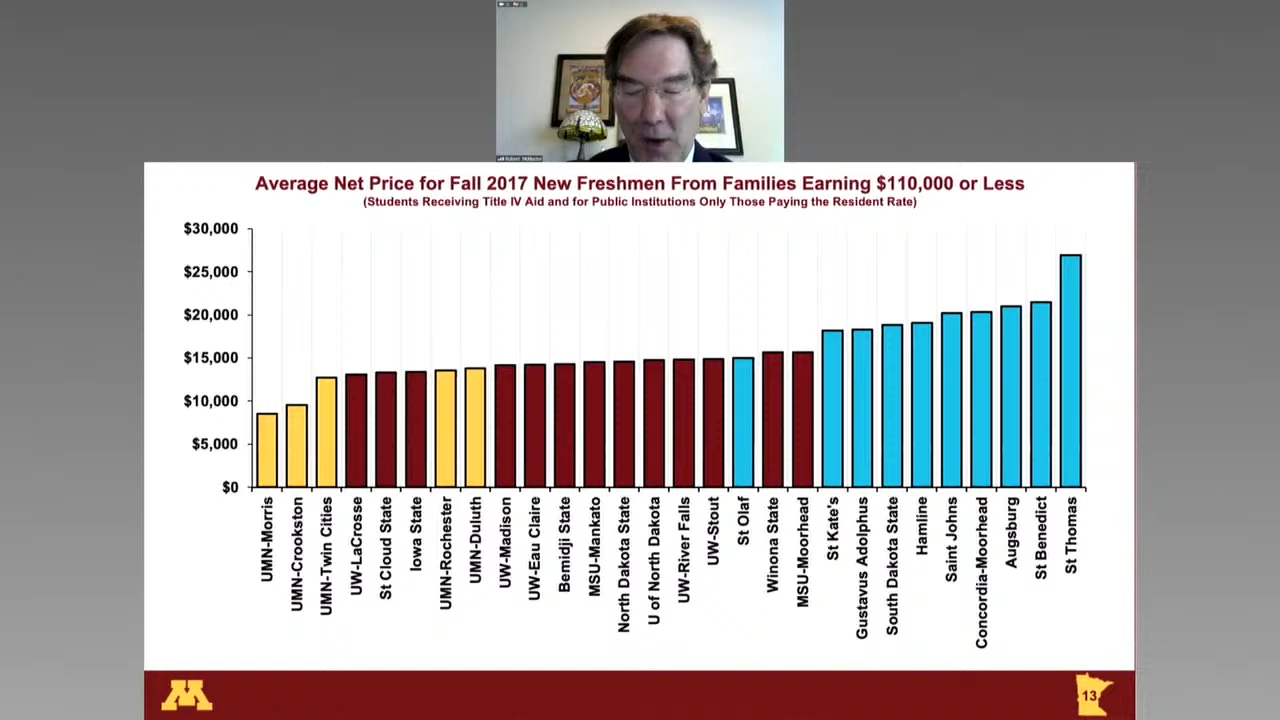 Robert McMaster
Average Net Price for Fall 2017 New Freshmen From Families Earning $110,000 or Less
(Students Receiving Title IV Aid and for Public Institutions Only Those Paying the Resident Rate)
$30,000
$25,000
$20,000
$15,000
$10,000
$5,000
$0
UMN-Morris
UMN-Crookston
UMN-Twin Cities
UW-LaCrosse
St Cloud State
Iowa State
UMN-Rochester
UMN-Duluth
UW-Madison
UW-Eau Claire
Bemidji State
MSU-Mankato
North Dakota State
U of North Dakota
UW-River Falls
UW-Stout
St Olaf
Winona State
MSU-Moorhead
St Kate's
Gustavus Adolphus
South Dakota State
Hamline
Saint Johns
Concordia-Moorhead
Augsburg
St Benedict
St Thomas
M
13